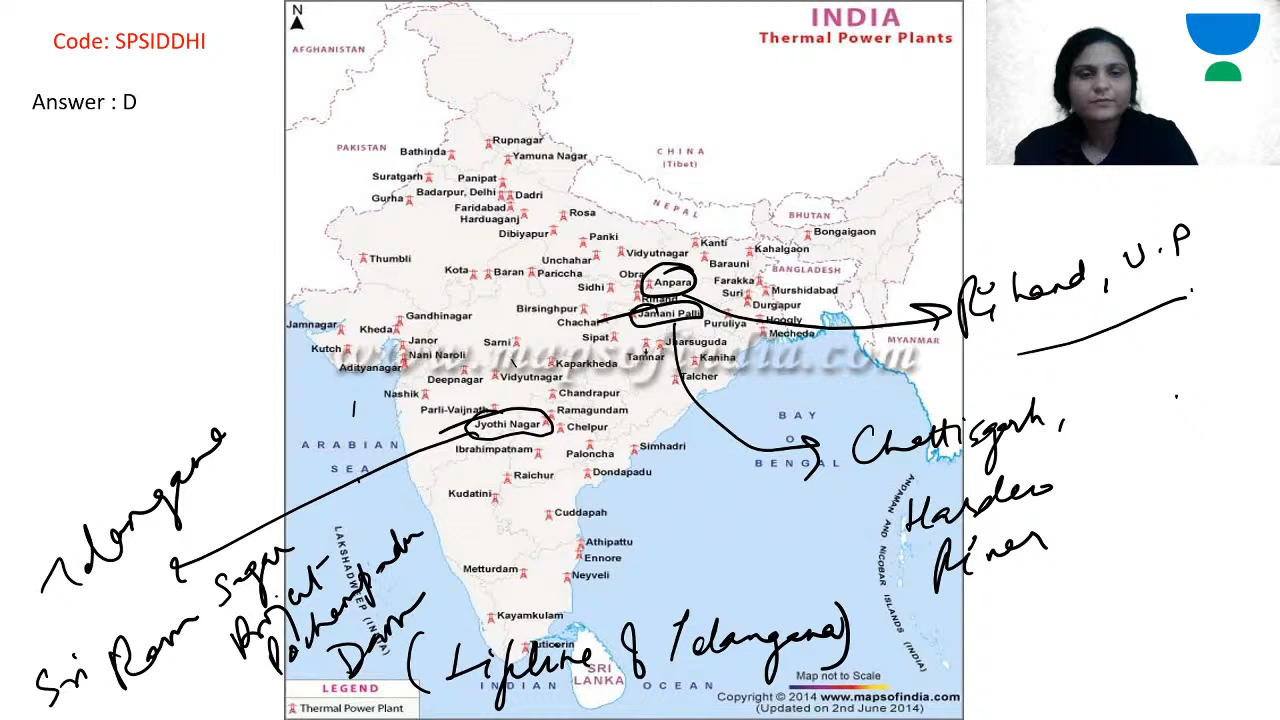 Code: SPSIDDHI
Answer : D
N
INDIA
Thermal Power Plants
AFGHANISTAN
PAKISTAN
CHINA
(Tibet)
NEPAL
BHUTAN
BANGLADESH
MYANMAR
Rupnagar
Bathinda
Yamuna Nagar
Suratgarh
Panipat
Badarpur, Delhi
Dadri
Gurha
Faridabad
Harduaganj
Rosa
Dibiyapur
Panki
Bongaigaon
Kanti
Kahalgaon
Vidyutnagar
Unchahar
Barauni
Thumbli
Kota
Baran
Pariccha
Obra
Anpara
Farakka
Murshidabad
Sidhi
Rihand
Suri
Durgapur
Birsinghpur
Jamani Palli
Chachai
Puruliya
Hoogly
Mecheda
Gandhinagar
Jamnagar
Kheda
Sipat
Janor
Sarni
Jharsuguda
Kutch
Nani Naroli
Tamnar
Kaniha
Adityanagar
Kaparkheda
www.mapsofindia.com
Deepnagar
Vidyutnagar
Talcher
Nashik
Chandrapur
Parli-Vaijnath
Ramagundam
Jyothi Nagar
Chelpur
Ibrahimpatnam
Paloncha
Simhadri
Raichur
Dondapadu
Kudatini
Cuddapah
Athipattu
Ennore
Metturdam
Neyveli
Kayamkulam
Tuticorin
ARABIAN
SEA
BAY
OF
BENGAL
LAKSHADWEEP (INDIA)
ANDAMAN AND NICOBAR ISLANDS (INDIA)
SRI
LANKA
INDIAN OCEAN
Rihand, U.P
Chattisgarh,
Hasdeo
River
Telangana
Sri Ram Sagar
Project
Pochampadu
Dam
(Lifeline of Telangana)
LEGEND
Thermal Power Plant
Map not to Scale
Copyright © 2014 www.mapsofindia.com
(Updated on 2nd June 2014)